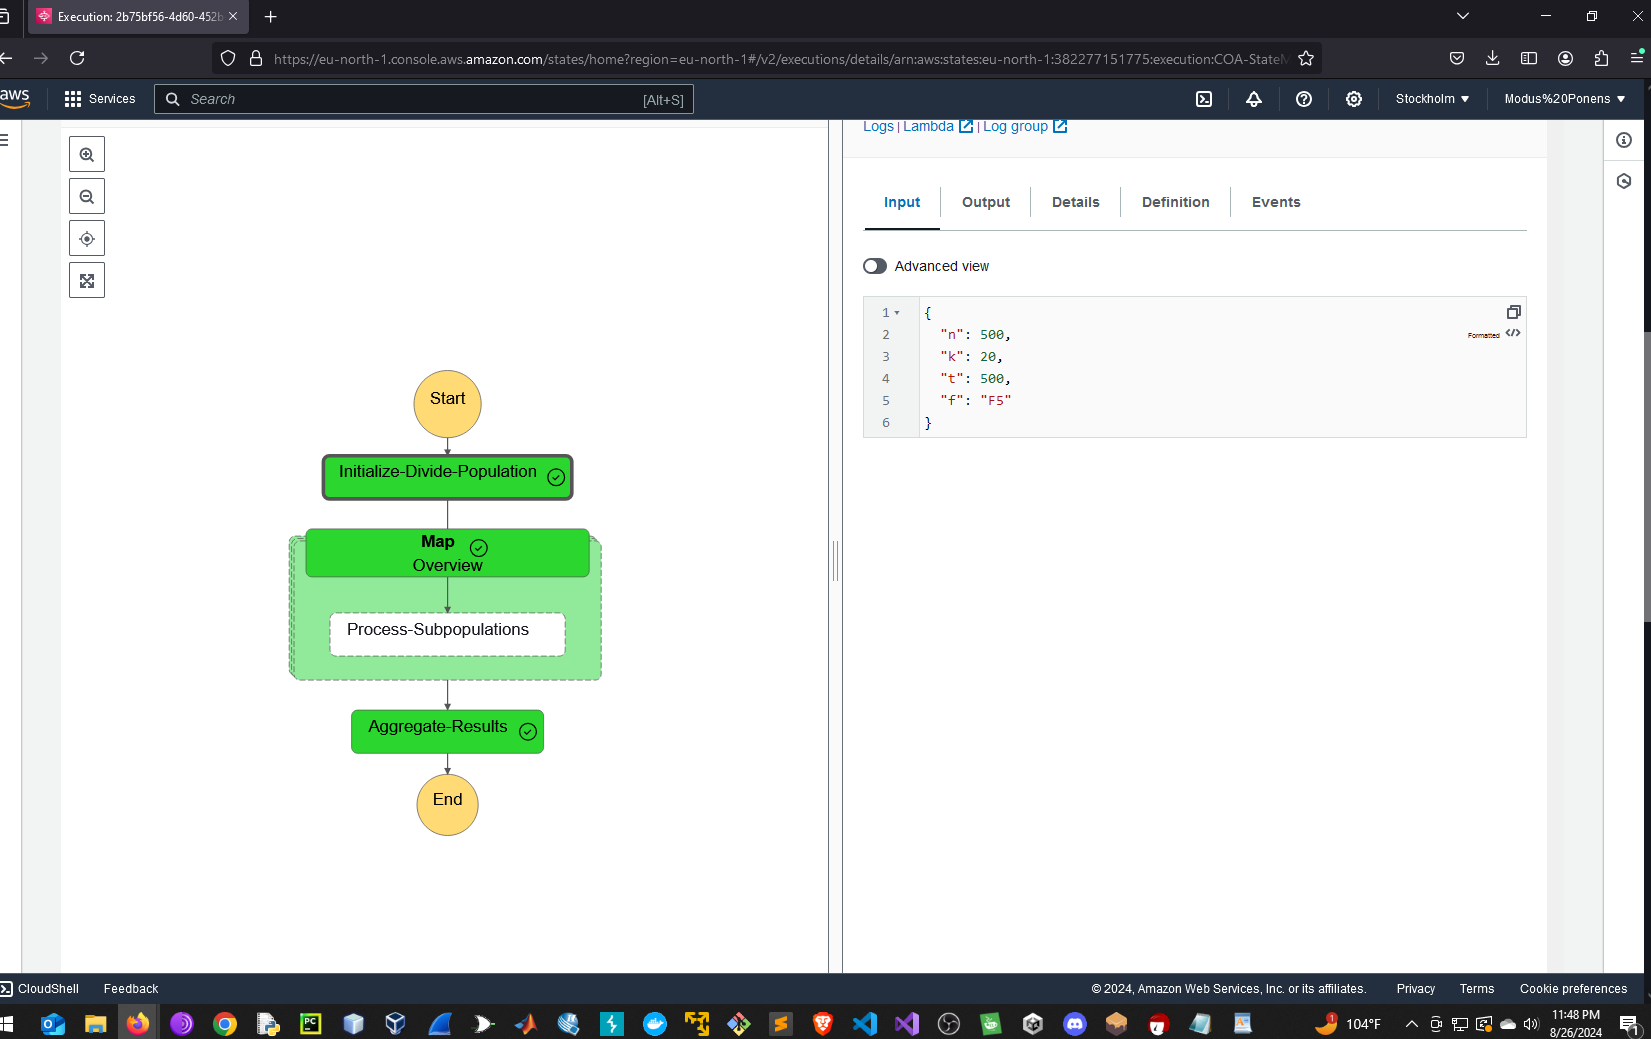 Execution: 2b75bf56-4d60-452b
https://eu-north-1.console.aws.amazon.com/states/home?region=eu-north-1#/v2/executions/details/arn:aws:states:eu-north-1:382277151775:execution:COA-StateM
aws
Services
Search
[Alt+S]
Stockholm
Modus%20Ponens
Logs | Lambda | Log group
Input
Output
Details
Definition
Events
Advanced view
1 {
2 "n": 500,
3 "k": 20,
4 "t": 500,
5 "f": "F5"
6 }
Formatted
Start
Initialize-Divide-Population
Map
Overview
Process-Subpopulations
Aggregate-Results
End
CloudShell
Feedback
© 2024, Amazon Web Services, Inc. or its affiliates.
Privacy
Terms
Cookie preferences
PC
1
104°F
11:48 PM
8/26/2024
1